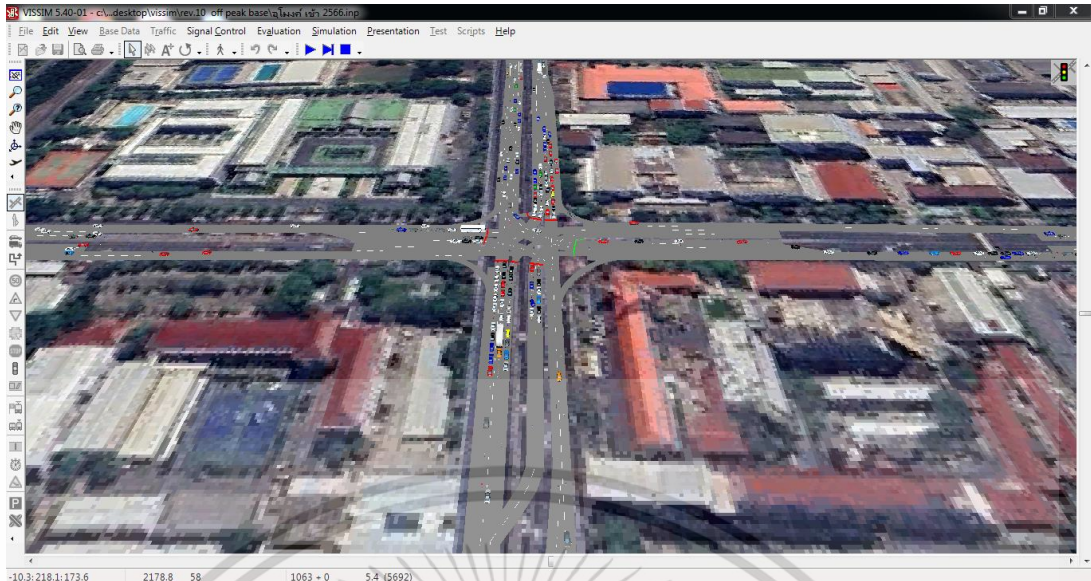 VISSIM 5.40-01 - c:\...desktop\vissim\rev.10 off peak base\จุโมงค์ เช้า 2566.inp
File Edit View Base Data Traffic Signal Control Evaluation Simulation Presentation Test Scripts Help
-10.3:218.1:173.6 2178.8 58 1063 + 0 5.4 (5692)